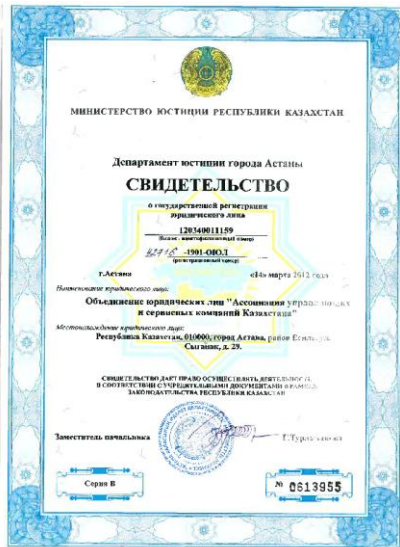 МИНИСТЕРСТВО ЮСТИЦИИ РЕСПУБЛИКИ КАЗАХСТАН
Департамент юстиции города Астаны
СВИДЕТЕЛЬСТВО
о государственной регистрации
юридического лица
120340011159
(бизнес - идентификационный номер)
-1901-ОЮЛ
(регистрационный номер)
г.Астана
«14» марта 2012 года
Наименование юридического лица:
Объединение юридических лиц "Ассоциация управляющих
и сервисных компаний Казахстана"
Местонахождение юридического лица:
Республика Казахстан, 010000, город Астана, район Есиль, ул.
Сыганак, д. 29.
СВИДЕТЕЛЬСТВО ДАЕТ ПРАВО ОСУЩЕСТВЛЯТЬ ДЕЯТЕЛЬНОСТЬ
В СООТВЕТСТВИИ С УЧРЕДИТЕЛЬНЫМИ ДОКУМЕНТАМИ В РАМКАХ
ЗАКОНОДАТЕЛЬСТВА РЕСПУБЛИКИ КАЗАХСТАН
Заместитель начальника
Серия В
№ 0613955